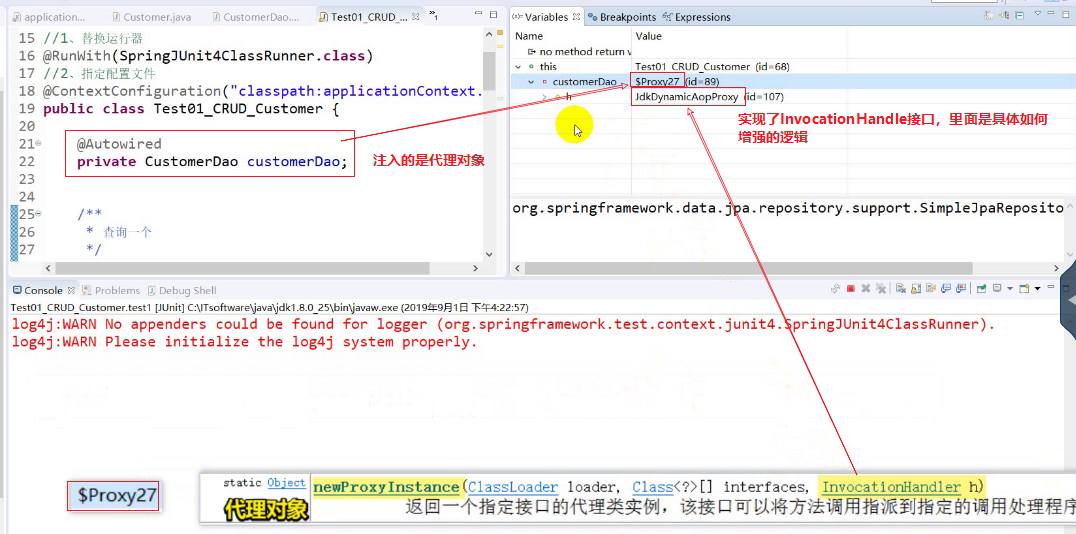 application...
Customer.java
CustomerDao....
Test01_CRUD_...
"1
15 //1、替换运行器
16 @RunWith(SpringJUnit4ClassRunner.class)
17 //2、指定配置文件
18 @ContextConfiguration("classpath:applicationContext.
19 public class Test01_CRUD_Customer {
20
21 @Autowired
22 private CustomerDao customerDao;
注入的是代理对象
23
24
25 /**
26 * 查询一个
27 */
Variables Breakpoints Expressions
Name Value
no method return v
this Test01_CRUD_Customer (id=68)
customerDao $Proxy27 (id=89)
h JdkDynamicAopProxy (id=107)
实现了InvocationHandle接口，里面是具体如何
增强的逻辑
org.springframework.data.jpa.repository.support.SimpleJpaReposito
Console Problems Debug Shell
Test01_CRUD_Customer.test1 [JUnit] C:\ITsoftware\java\jdk1.8.0_25\bin\javaw.exe (2019年9月1日 下午4:22:57)
log4j:WARN No appenders could be found for logger (org.springframework.test.context.junit4.SpringJUnit4ClassRunner).
log4j:WARN Please initialize the log4j system properly.
$Proxy27
static Object newProxyInstance(ClassLoader loader, Class<?>[] interfaces, InvocationHandler h)
代理对象 返回一个指定接口的代理类实例，该接口可以将方法调用指派到指定的调用处理程序